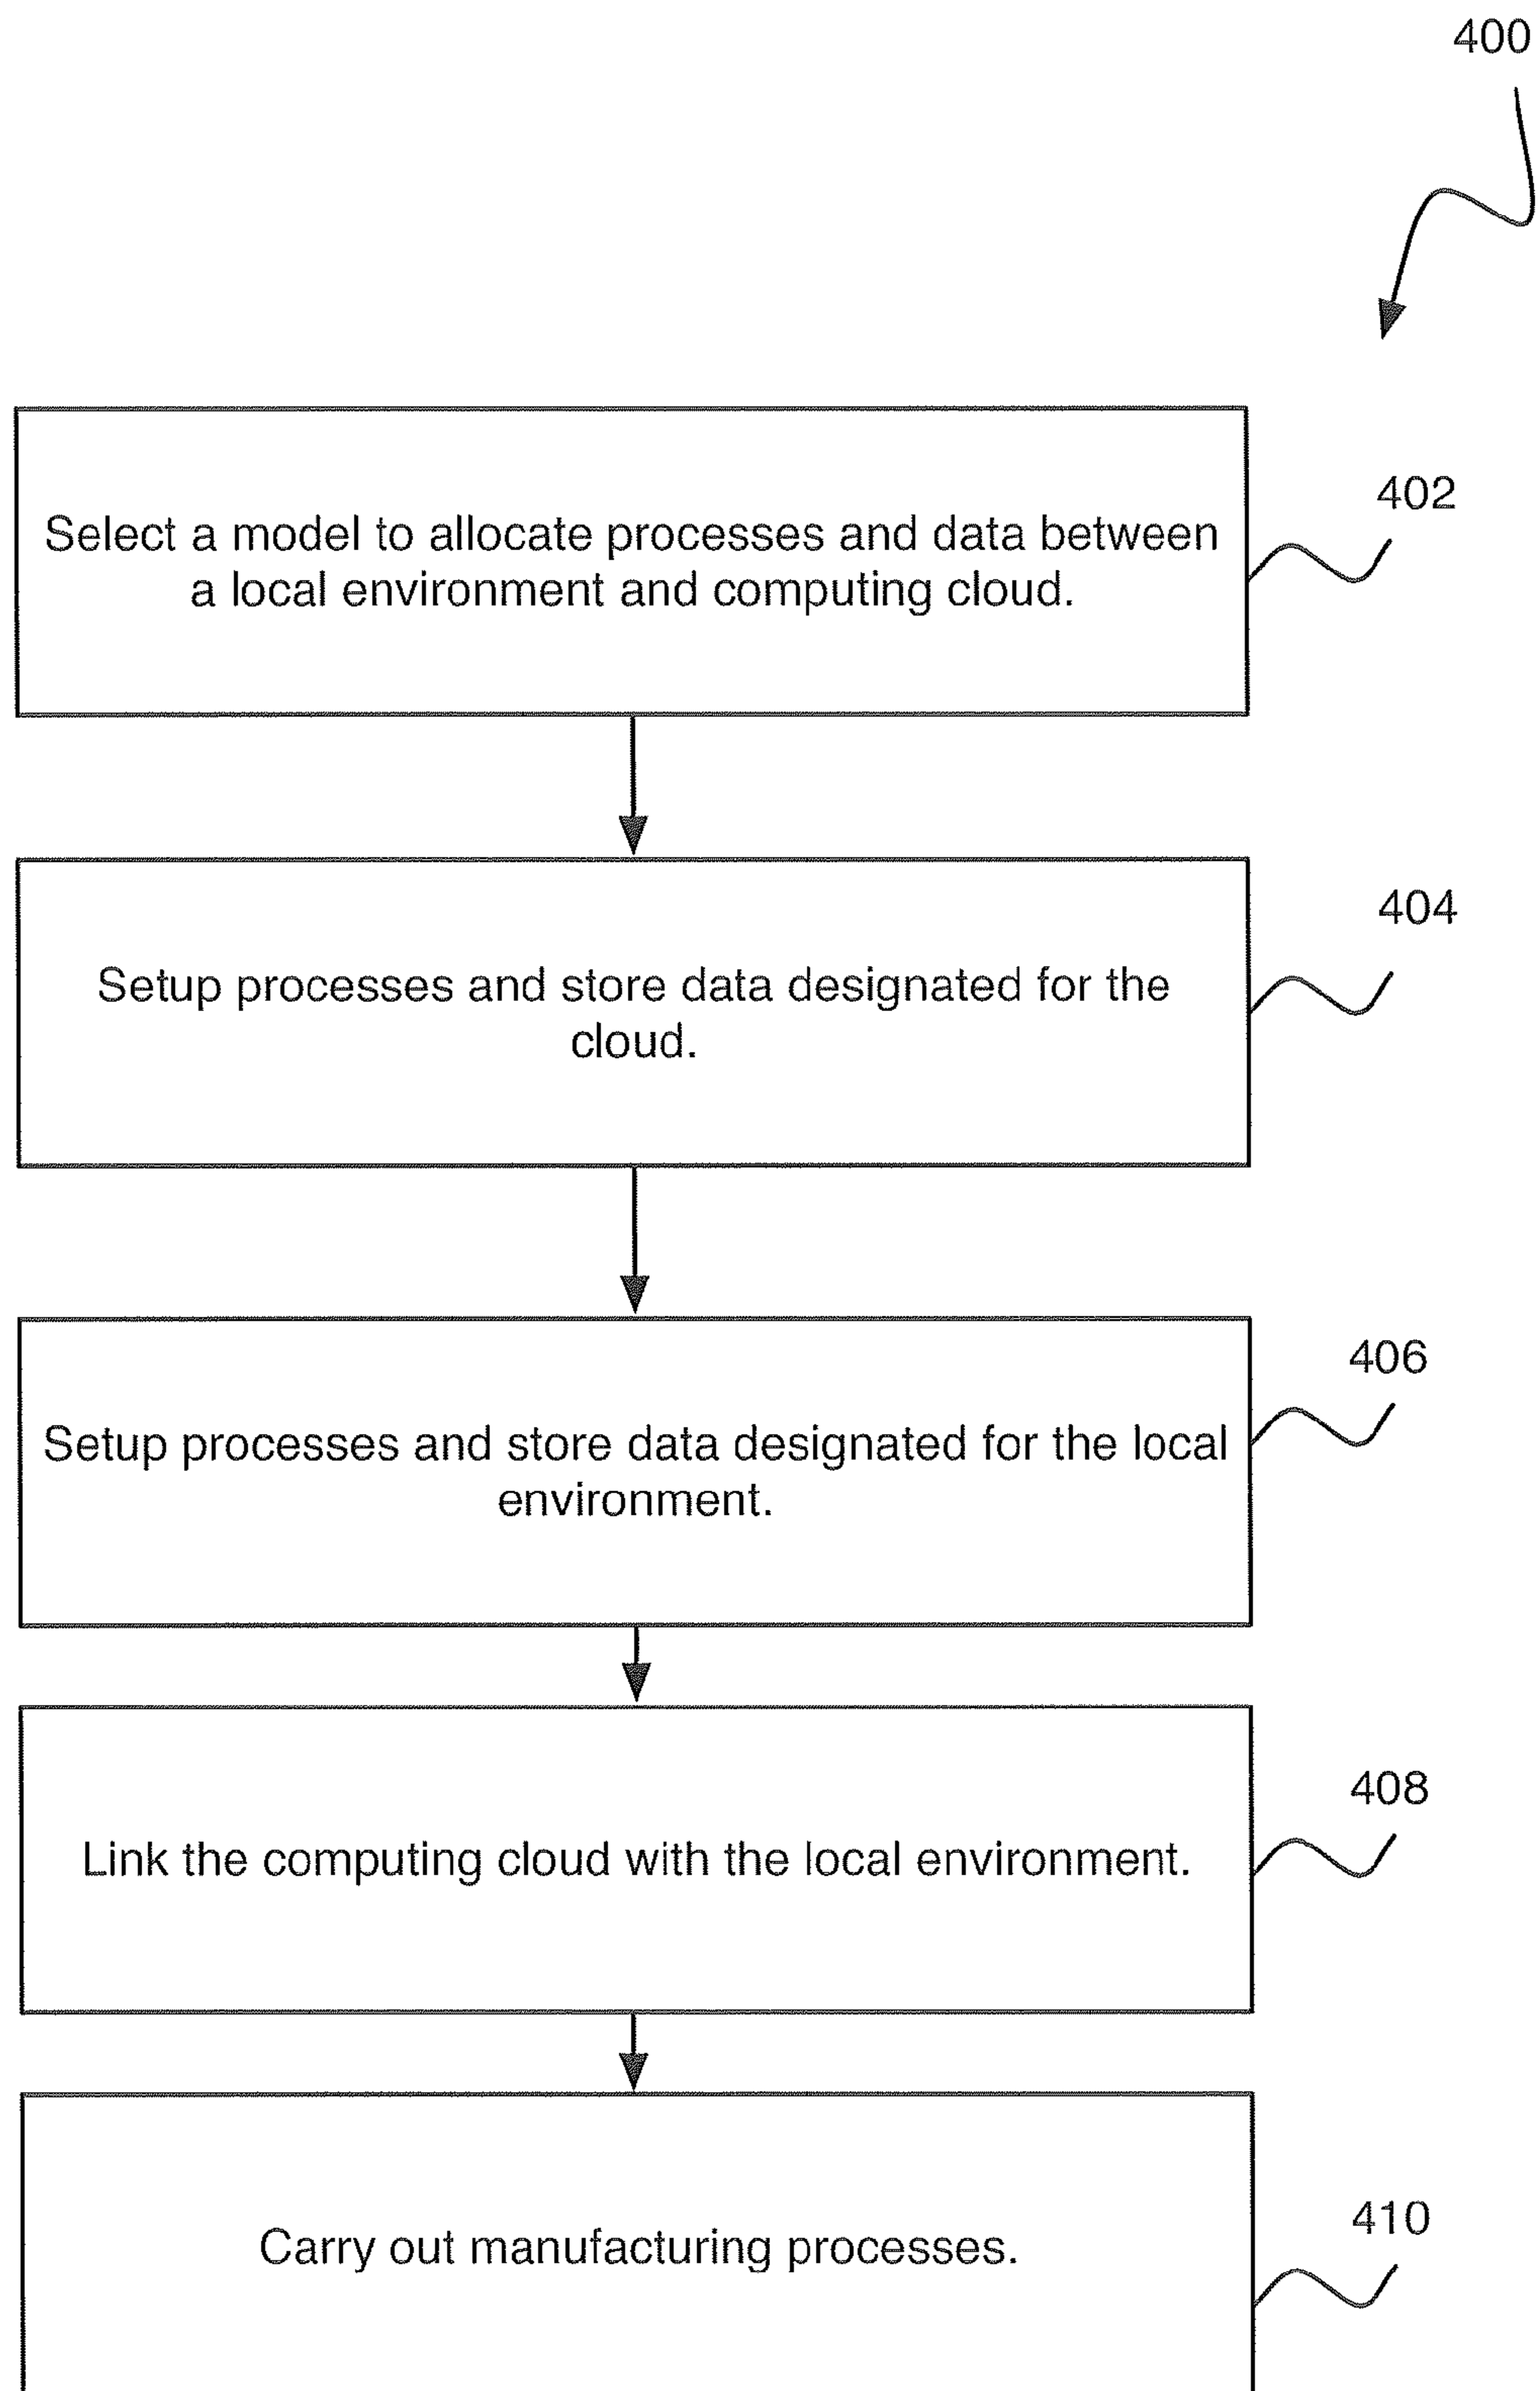 400
Select a model to allocate processes and data between
a local environment and computing cloud.
402
Setup processes and store data designated for the
cloud.
404
Setup processes and store data designated for the local
environment.
406
Link the computing cloud with the local environment.
408
Carry out manufacturing processes.
410